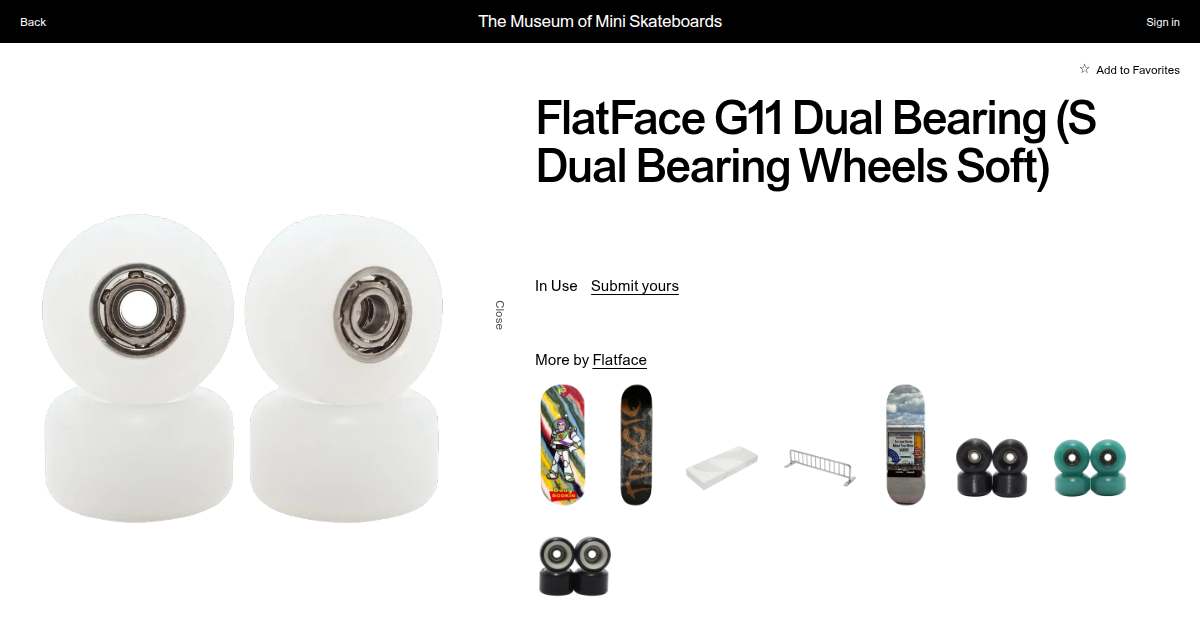 Back
The Museum of Mini Skateboards
Sign in
☆ Add to Favorites
FlatFace G11 Dual Bearing (S
Dual Bearing Wheels Soft)
In Use Submit yours
Close
More by Flatface